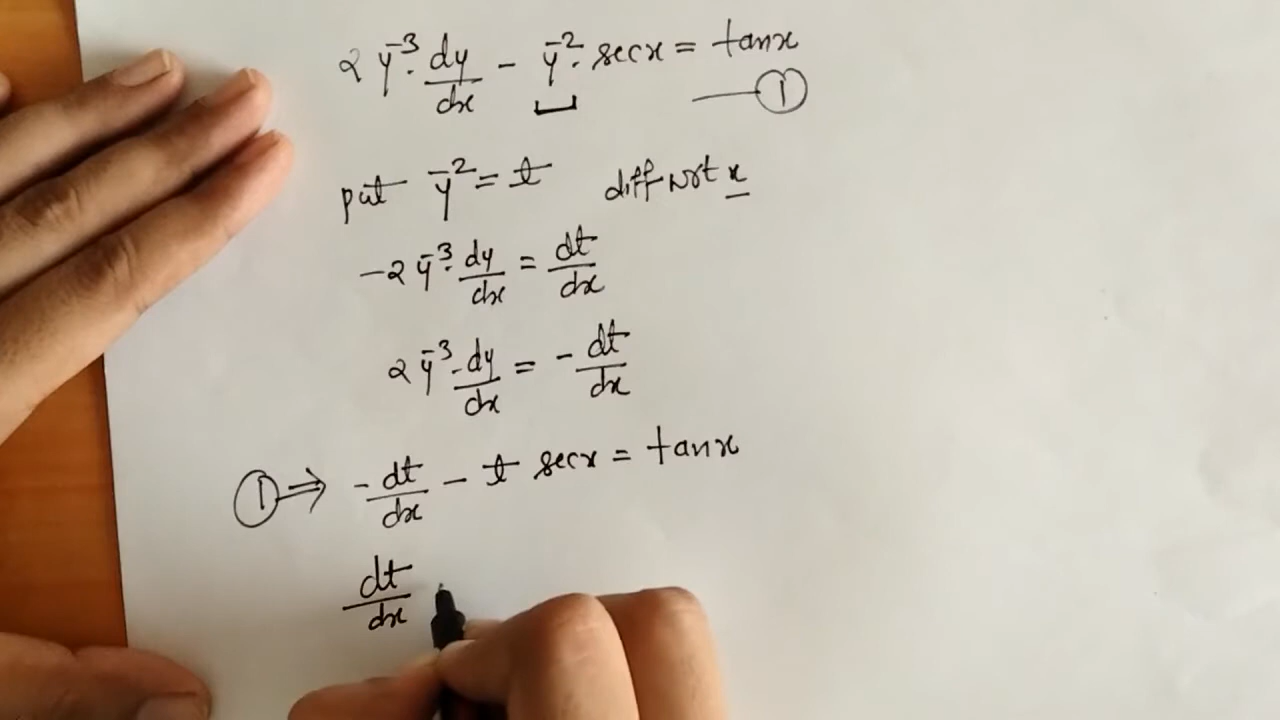 2 y⁻³. dy/dx - y⁻². secx = tanx
— ①
put y⁻² = t diff wrt x
-2 y⁻³. dy/dx = dt/dx
2 y⁻³. dy/dx = - dt/dx
① ⇒ - dt/dx - t secx = tanx
dt/dx